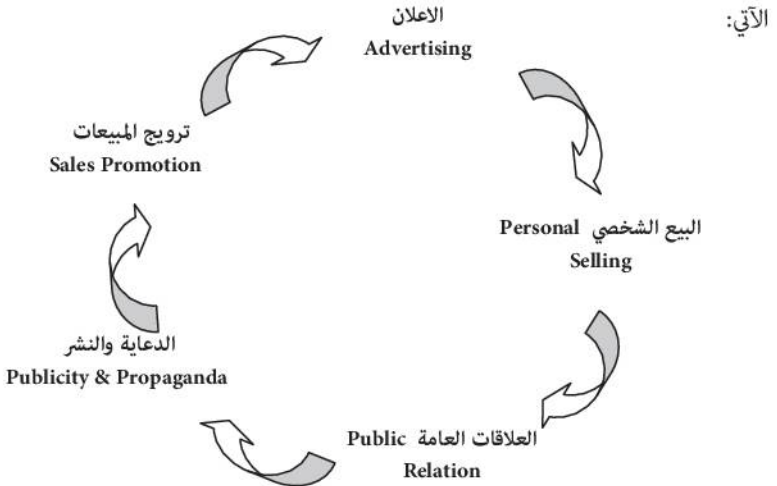 الآتي:
الاعلان
Advertising
البيع الشخصي Personal
Selling
العلاقات العامة Public
Relation
الدعاية والنشر
Publicity & Propaganda
ترويج المبيعات
Sales Promotion